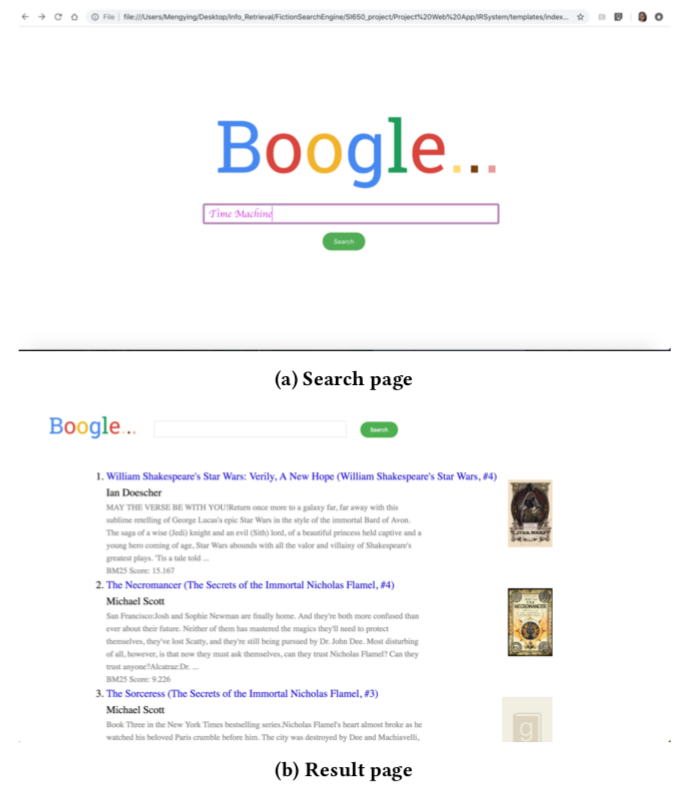 File | file:///Users/Mengying/Desktop/Info_Retrieval/FictionSearchEngine/SI650_project/Project%20Web%20App/IRSystem/templates/index...
Boogle...
Time Machine
Search
(a) Search page
Boogle...
Search
1. William Shakespeare's Star Wars: Verily, A New Hope (William Shakespeare's Star Wars, #4)
Ian Doescher
MAY THE VERSE BE WITH YOU!Return once more to a galaxy far, far away with this
sublime retelling of George Lucas's epic Star Wars in the style of the immortal Bard of Avon.
The saga of a wise (Jedi) knight and an evil (Sith) lord, of a beautiful princess held captive and a
young hero coming of age, Star Wars abounds with all the valor and villainy of Shakespeare's
greatest plays. 'Tis a tale told ...
BM25 Score: 15.167
STAR WARS
2. The Necromancer (The Secrets of the Immortal Nicholas Flamel, #4)
Michael Scott
San Francisco:Josh and Sophie Newman are finally home. And they're both more confused than
ever about their future. Neither of them has mastered the magics they'll need to protect
themselves, they've lost Scatty, and they're still being pursued by Dr. John Dee. Most disturbing
of all, however, is that now they must ask themselves, can they trust Nicholas Flamel? Can they
trust anyone?Alcatraz:Dr. ...
BM25 Score: 9.226
NECROMANCER
3. The Sorceress (The Secrets of the Immortal Nicholas Flamel, #3)
Michael Scott
Book Three in the New York Times bestselling series.Nicholas Flamel's heart almost broke as he
watched his beloved Paris crumble before him. The city was destroyed by Dee and Machiavelli,
g
(b) Result page